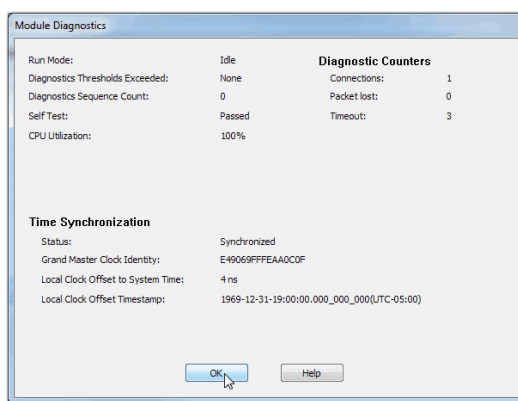 Module Diagnostics
Run Mode: Idle
Diagnostics Thresholds Exceeded: None
Diagnostics Sequence Count: 0
Self Test: Passed
CPU Utilization: 100%
Diagnostic Counters
Connections: 1
Packet lost: 0
Timeout: 3
Time Synchronization
Status: Synchronized
Grand Master Clock Identity: E49069FFFEAA0C0F
Local Clock Offset to System Time: 4 ns
Local Clock Offset Timestamp: 1969-12-31-19:00:00.000_000_000(UTC-05:00)
OK
Help